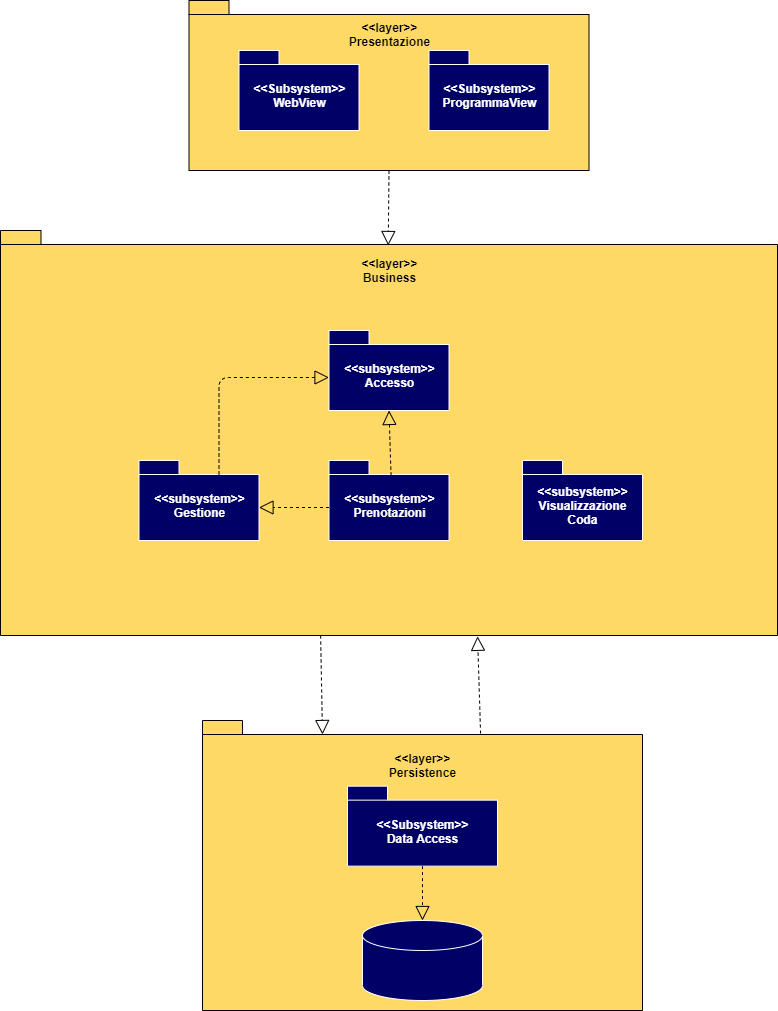 <<layer>>
Presentazione
<<Subsystem>>
WebView
<<Subsystem>>
ProgrammaView
<<layer>>
Business
<<subsystem>>
Accesso
<<subsystem>>
Gestione
<<subsystem>>
Prenotazioni
<<subsystem>>
Visualizzazione
Coda
<<layer>>
Persistence
<<Subsystem>>
Data Access